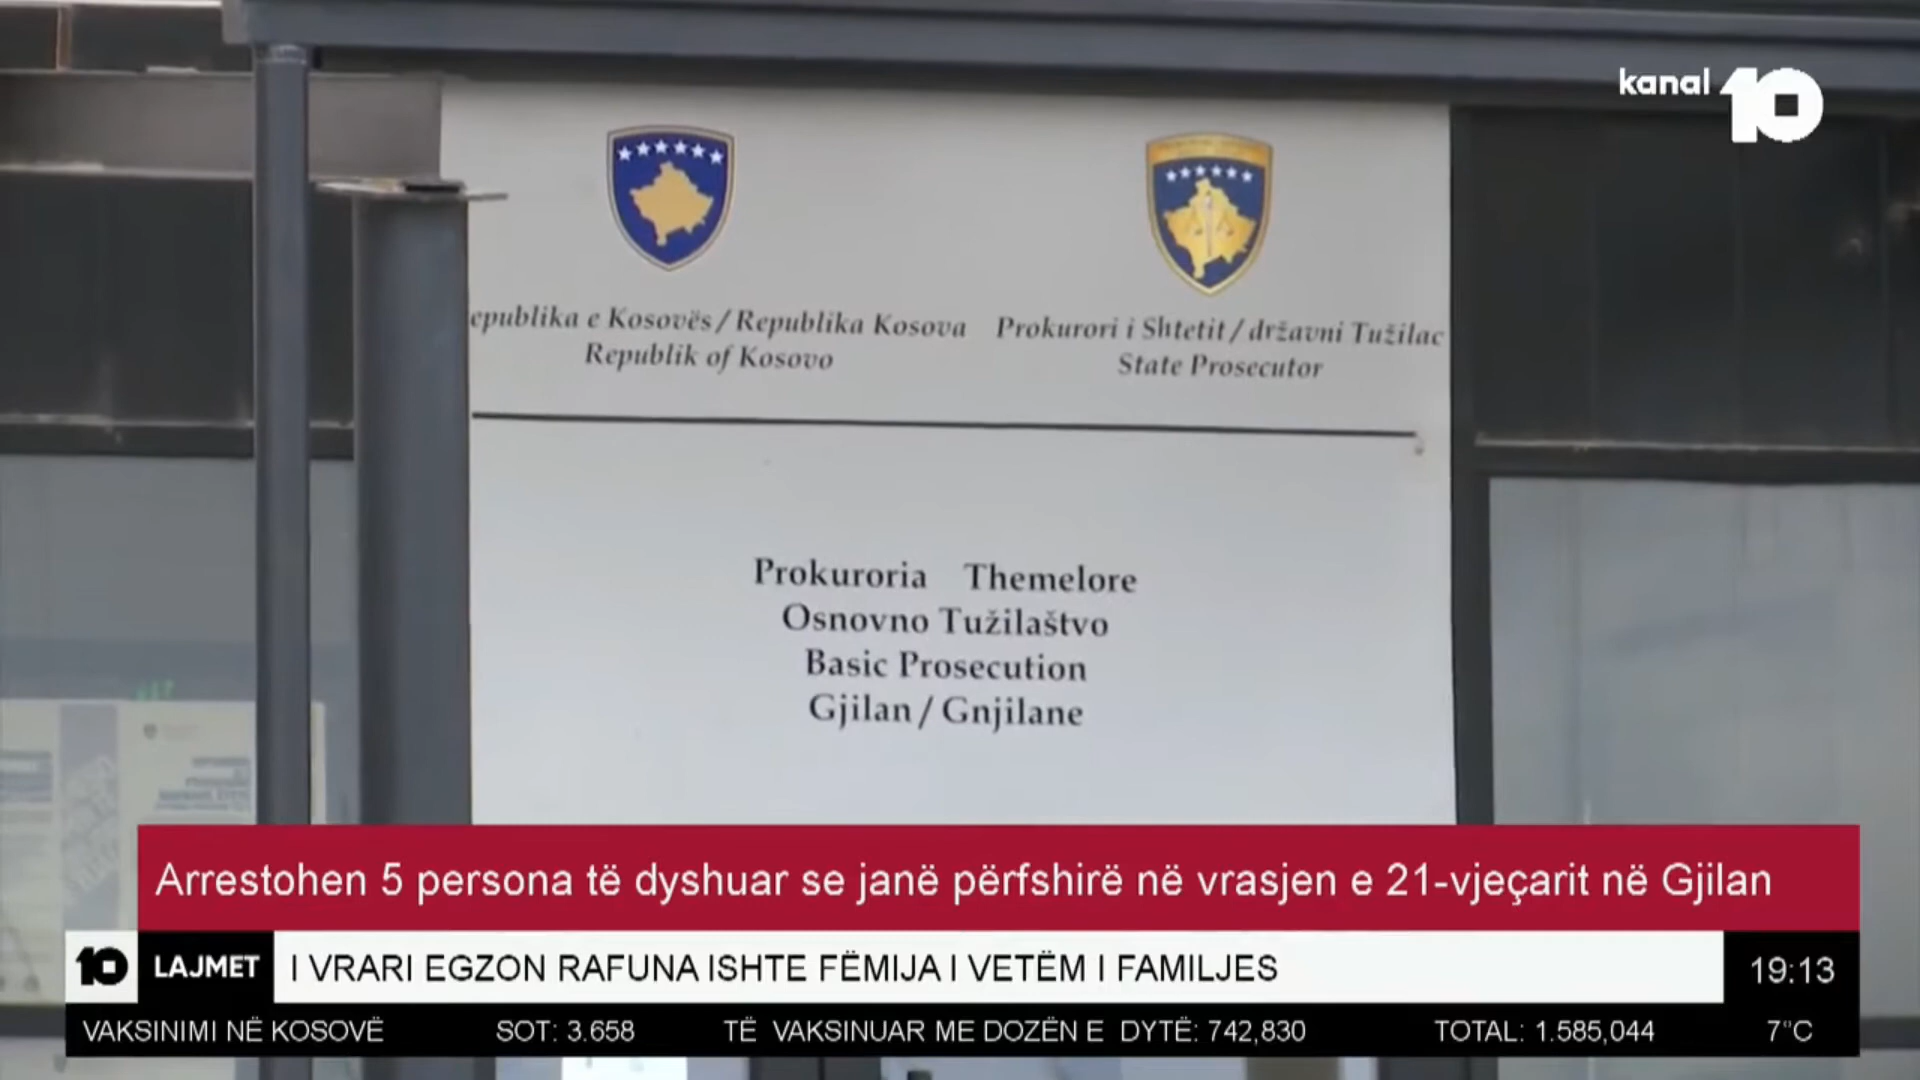 kanal 10
epublika e Kosovës / Republika Kosova
Republik of Kosovo
Prokurori i Shtetit / državni Tužilac
State Prosecutor
Prokuroria Themelore
Osnovno Tužilaštvo
Basic Prosecution
Gjilan / Gnjilane
Arrestohen 5 persona të dyshuar se janë përfshirë në vrasjen e 21-vjeçarit në Gjilan
10 LAJMET I VRARI EGZON RAFUNA ISHTE FËMIJA I VETËM I FAMILJES 19:13
VAKSINIMI NË KOSOVË SOT: 3.658 TË VAKSINUAR ME DOZËN E DYTË: 742,830 TOTAL: 1.585,044 7°C